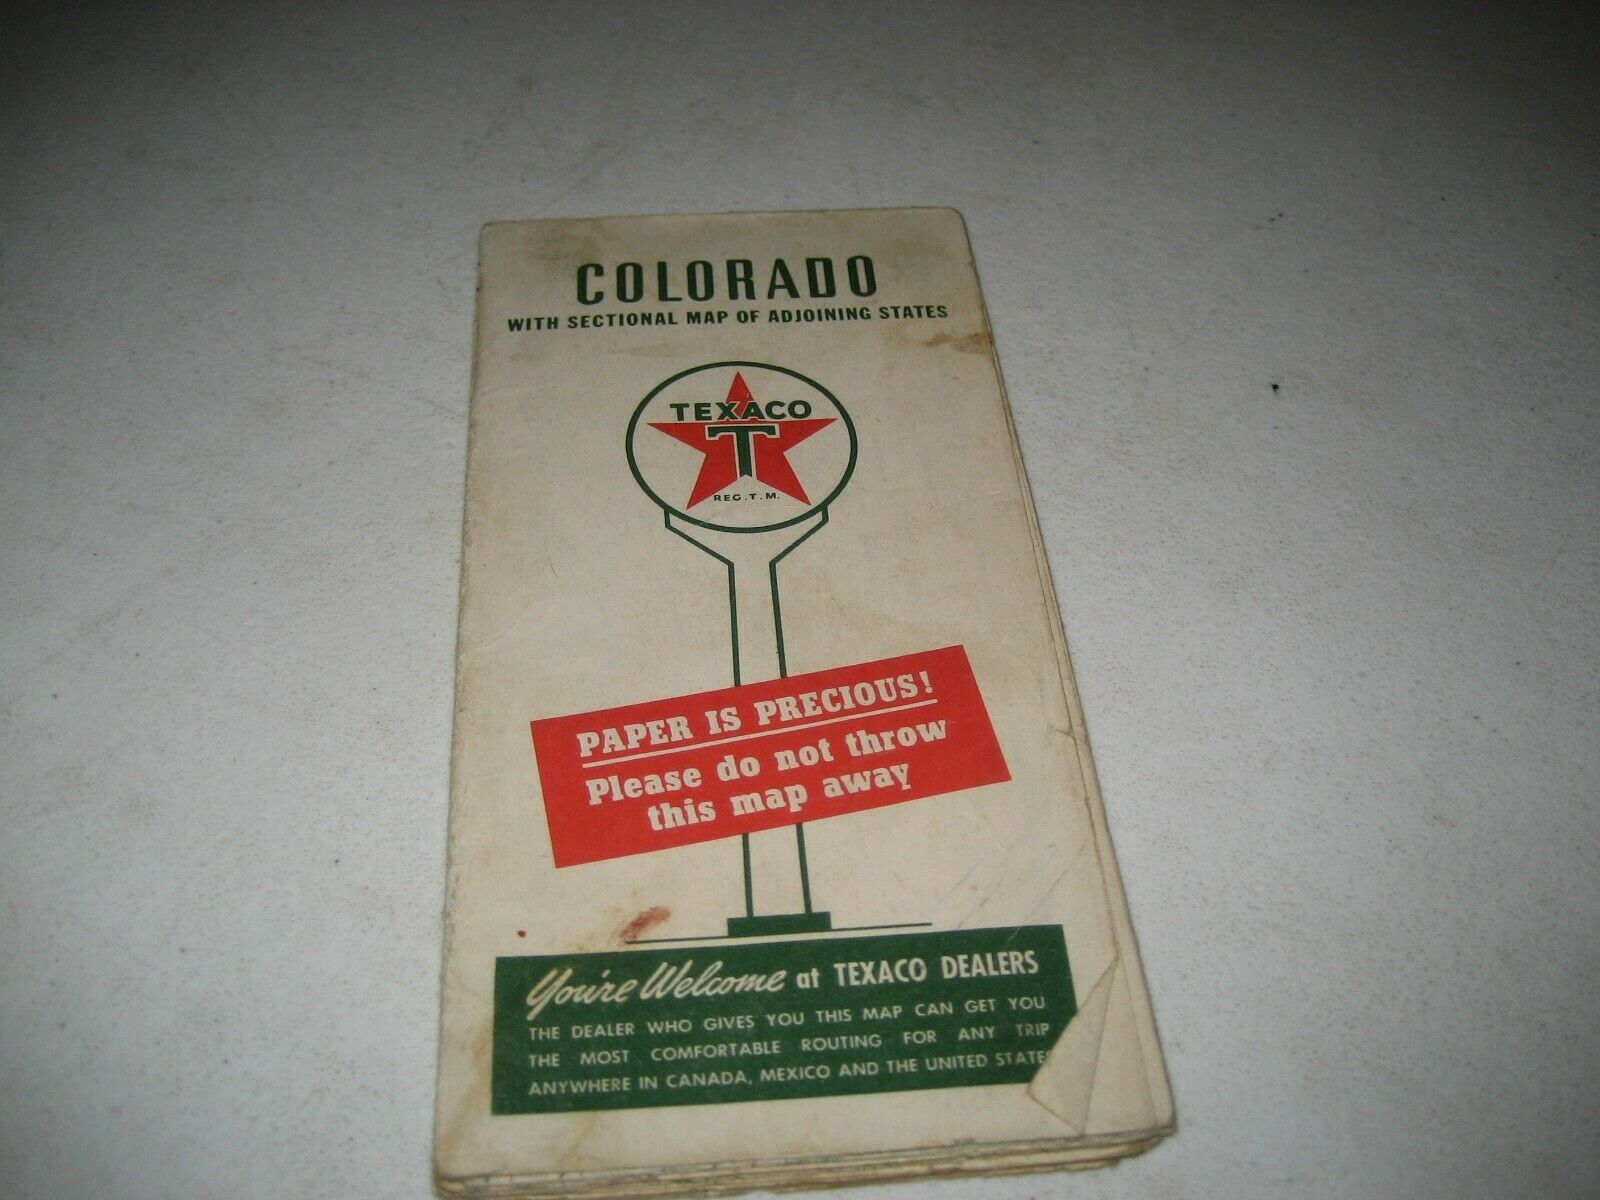 COLORADO
WITH SECTIONAL MAP OF ADJOINING STATES
TEXACO
T
REG. T. M.
PAPER IS PRECIOUS!
Please do not throw
this map away
You're Welcome at TEXACO DEALERS
THE DEALER WHO GIVES YOU THIS MAP CAN GET YOU
THE MOST COMFORTABLE ROUTING FOR ANY TRIP
ANYWHERE IN CANADA, MEXICO AND THE UNITED STATE